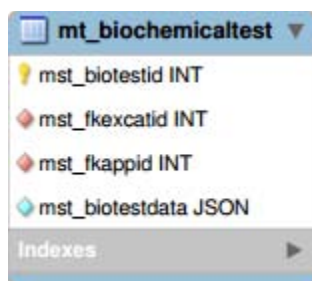 mt_biochemicaltest
mst_biotestid INT
mst_fkexcatid INT
mst_fkappid INT
mst_biotestdata JSON
Indexes